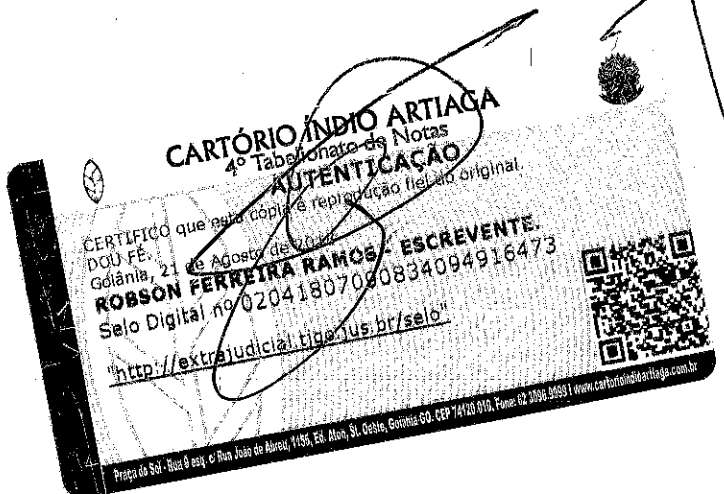 CARTÓRIO ÍNDIO ARTIAGA
4º Tabelionato de Notas
AUTENTICAÇÃO
CERTIFICO que esta cópia é reprodução fiel do original.
DOU FÉ.
Goiânia, 21 de Agosto de
ROBSON FERREIRA RAMOS - ESCREVENTE.
Selo Digital nº 02041807090834094916473
"http://extrajudicial.tjgo.jus.br/selo"
Praça do Sol - Rua 9 esq. c/ Rua João de Abreu, 1155, Ed. Aton, St. Oeste, Goiânia-GO. CEP 74120.010, Fone: 62 3096.9999 | www.cartorioindioartiaga.com.br